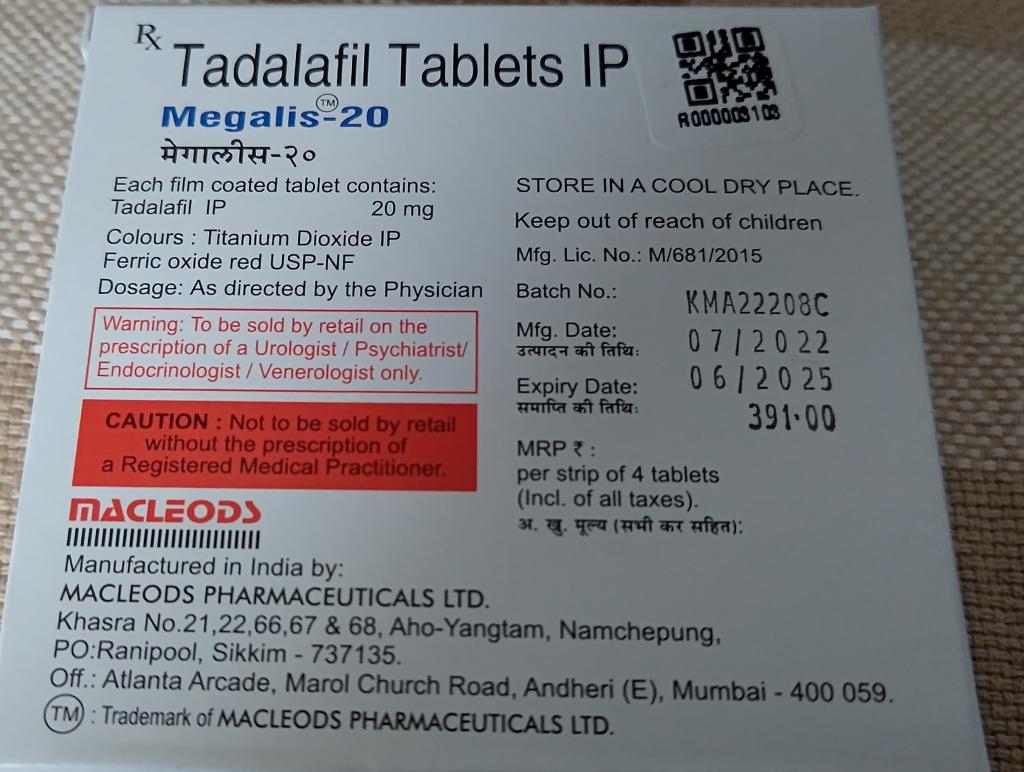 Rx Tadalafil Tablets IP
Megalis™-20
मेगालीस-२०
R000003103
Each film coated tablet contains:
Tadalafil IP 20 mg
Colours : Titanium Dioxide IP
Ferric oxide red USP-NF
Dosage: As directed by the Physician
Warning: To be sold by retail on the
prescription of a Urologist / Psychiatrist/
Endocrinologist / Venerologist only.
CAUTION : Not to be sold by retail
without the prescription of
a Registered Medical Practitioner.
STORE IN A COOL DRY PLACE.
Keep out of reach of children
Mfg. Lic. No.: M/681/2015
Batch No.: KMA22208C
Mfg. Date: 07/2022
उत्पादन की तिथि:
Expiry Date: 06/2025
समाप्ति की तिथि:
391.00
MRP ₹ :
per strip of 4 tablets
(Incl. of all taxes).
अ. खु. मूल्य (सभी कर सहित):
MACLEODS
Manufactured in India by:
MACLEODS PHARMACEUTICALS LTD.
Khasra No.21,22,66,67 & 68, Aho-Yangtam, Namchepung,
PO:Ranipool, Sikkim - 737135.
Off.: Atlanta Arcade, Marol Church Road, Andheri (E), Mumbai - 400 059.
TM : Trademark of MACLEODS PHARMACEUTICALS LTD.